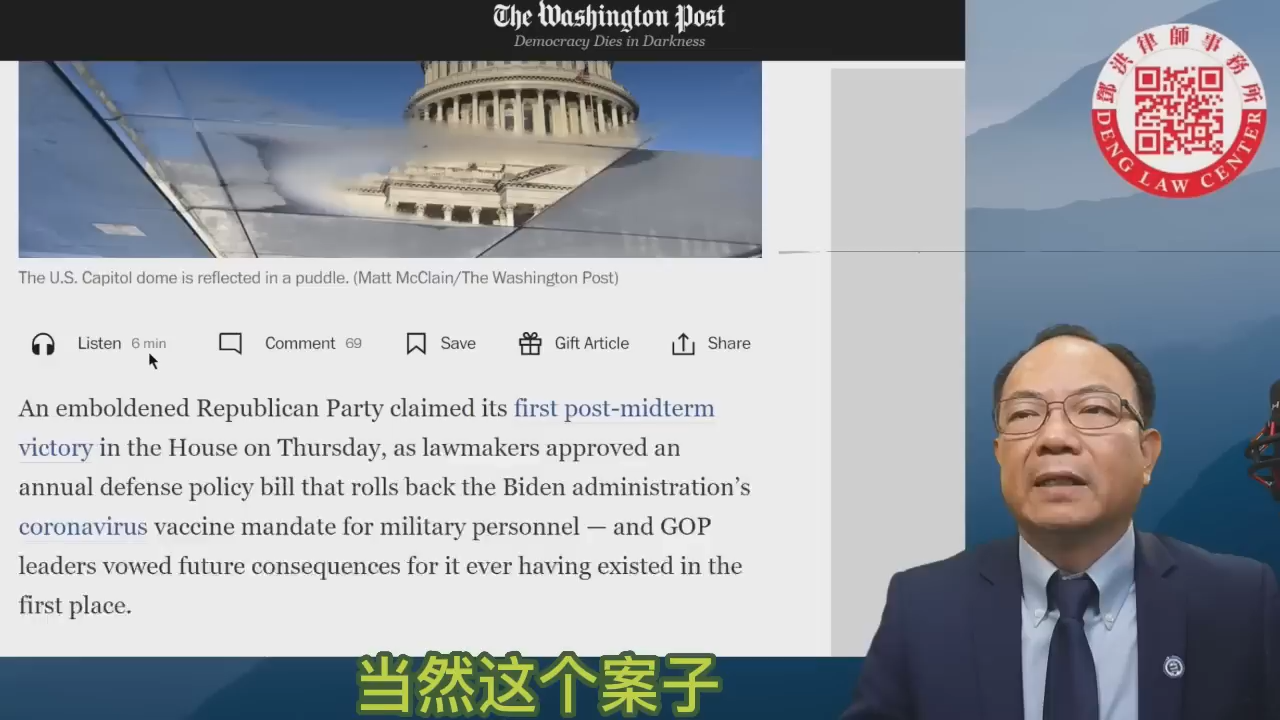 The Washington Post
Democracy Dies in Darkness
鄧洪律師事務所
DENG LAW CENTER
The U.S. Capitol dome is reflected in a puddle. (Matt McClain/The Washington Post)
Listen 6 min
Comment 69
Save
Gift Article
Share
An emboldened Republican Party claimed its first post-midterm
victory in the House on Thursday, as lawmakers approved an
annual defense policy bill that rolls back the Biden administration’s
coronavirus vaccine mandate for military personnel — and GOP
leaders vowed future consequences for it ever having existed in the
first place.
当然这个案子